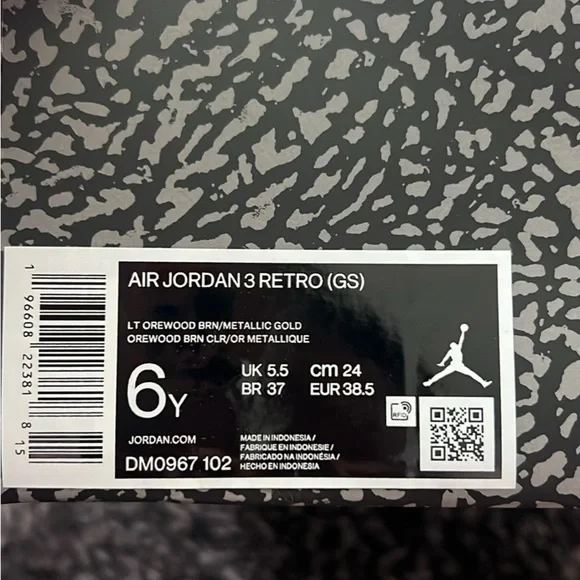 AIR JORDAN 3 RETRO (GS)
LT OREWOOD BRN/METALLIC GOLD
OREWOOD BRN CLR/OR METALLIQUE
6Y
UK 5.5 cm 24
BR 37 EUR 38.5
RFID
JORDAN.COM
DM0967 102
MADE IN INDONESIA /
FABRIQUE EN INDONESIE /
FABRICADO NA INDONÉSIA /
HECHO EN INDONESIA
1 96608 22381 8 15